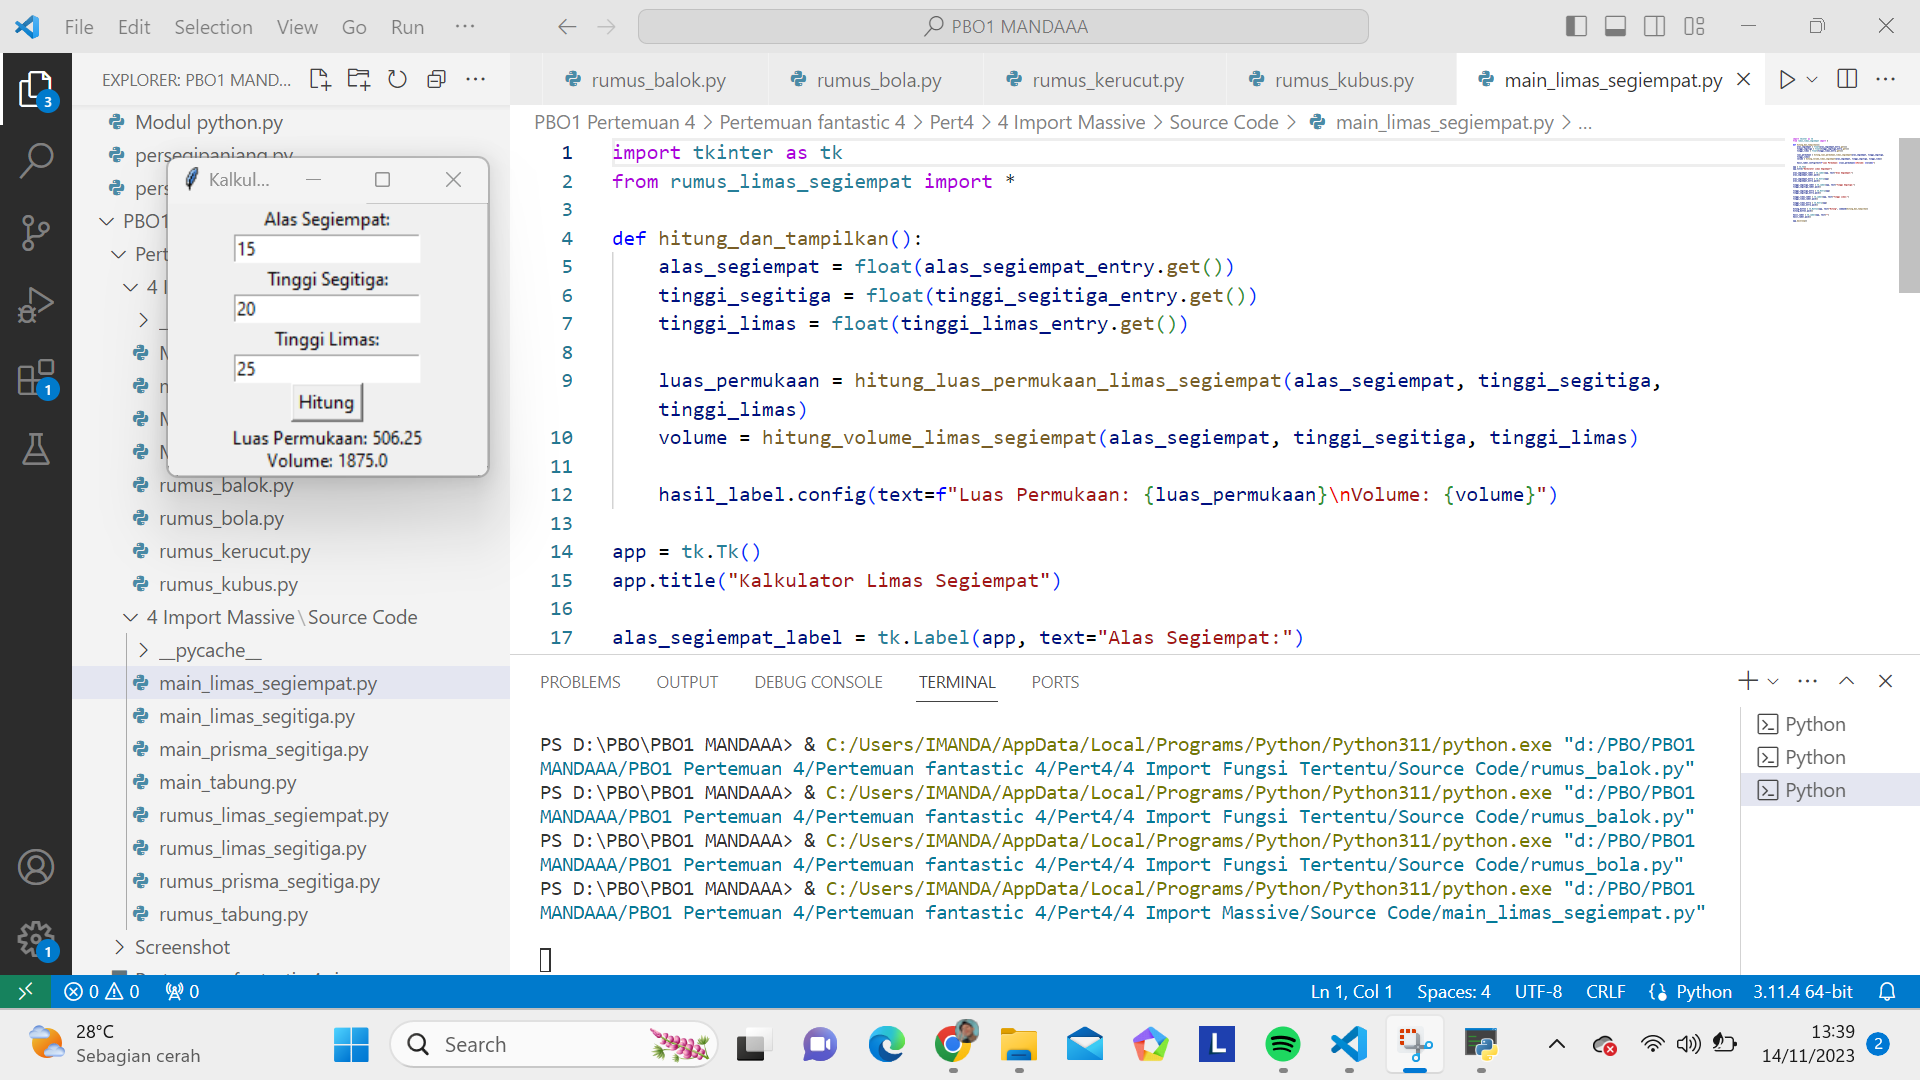 File Edit Selection View Go Run ···
PBO1 MANDAAA
EXPLORER: PBO1 MAND...
3
1
1
Modul python.py
persegipanjang.py
pers
PBO1
Pert
4 I
rumus_balok.py
rumus_bola.py
rumus_kerucut.py
rumus_kubus.py
4 Import Massive\Source Code
__pycache__
main_limas_segiempat.py
main_limas_segitiga.py
main_prisma_segitiga.py
main_tabung.py
rumus_limas_segiempat.py
rumus_limas_segitiga.py
rumus_prisma_segitiga.py
rumus_tabung.py
Screenshot
Kalkul...
Alas Segiempat:
15
Tinggi Segitiga:
20
Tinggi Limas:
25
Hitung
Luas Permukaan: 506.25
Volume: 1875.0
rumus_balok.py rumus_bola.py rumus_kerucut.py rumus_kubus.py main_limas_segiempat.py
PBO1 Pertemuan 4 > Pertemuan fantastic 4 > Pert4 > 4 Import Massive > Source Code > main_limas_segiempat.py > ...
1 import tkinter as tk
2 from rumus_limas_segiempat import *
3
4 def hitung_dan_tampilkan():
5 alas_segiempat = float(alas_segiempat_entry.get())
6 tinggi_segitiga = float(tinggi_segitiga_entry.get())
7 tinggi_limas = float(tinggi_limas_entry.get())
8
9 luas_permukaan = hitung_luas_permukaan_limas_segiempat(alas_segiempat, tinggi_segitiga,
tinggi_limas)
10 volume = hitung_volume_limas_segiempat(alas_segiempat, tinggi_segitiga, tinggi_limas)
11
12 hasil_label.config(text=f"Luas Permukaan: {luas_permukaan}\nVolume: {volume}")
13
14 app = tk.Tk()
15 app.title("Kalkulator Limas Segiempat")
16
17 alas_segiempat_label = tk.Label(app, text="Alas Segiempat:")
PROBLEMS OUTPUT DEBUG CONSOLE TERMINAL PORTS
PS D:\PBO\PBO1 MANDAAA> & C:/Users/IMANDA/AppData/Local/Programs/Python/Python311/python.exe "d:/PBO/PBO1
MANDAAA/PBO1 Pertemuan 4/Pertemuan fantastic 4/Pert4/4 Import Fungsi Tertentu/Source Code/rumus_balok.py"
PS D:\PBO\PBO1 MANDAAA> & C:/Users/IMANDA/AppData/Local/Programs/Python/Python311/python.exe "d:/PBO/PBO1
MANDAAA/PBO1 Pertemuan 4/Pertemuan fantastic 4/Pert4/4 Import Fungsi Tertentu/Source Code/rumus_balok.py"
PS D:\PBO\PBO1 MANDAAA> & C:/Users/IMANDA/AppData/Local/Programs/Python/Python311/python.exe "d:/PBO/PBO1
MANDAAA/PBO1 Pertemuan 4/Pertemuan fantastic 4/Pert4/4 Import Fungsi Tertentu/Source Code/rumus_bola.py"
PS D:\PBO\PBO1 MANDAAA> & C:/Users/IMANDA/AppData/Local/Programs/Python/Python311/python.exe "d:/PBO/PBO1
MANDAAA/PBO1 Pertemuan 4/Pertemuan fantastic 4/Pert4/4 Import Massive/Source Code/main_limas_segiempat.py"
Python
Python
Python
0 0 0 Ln 1, Col 1 Spaces: 4 UTF-8 CRLF Python 3.11.4 64-bit
28°C
Sebagian cerah
Search
L
13:39
14/11/2023
2